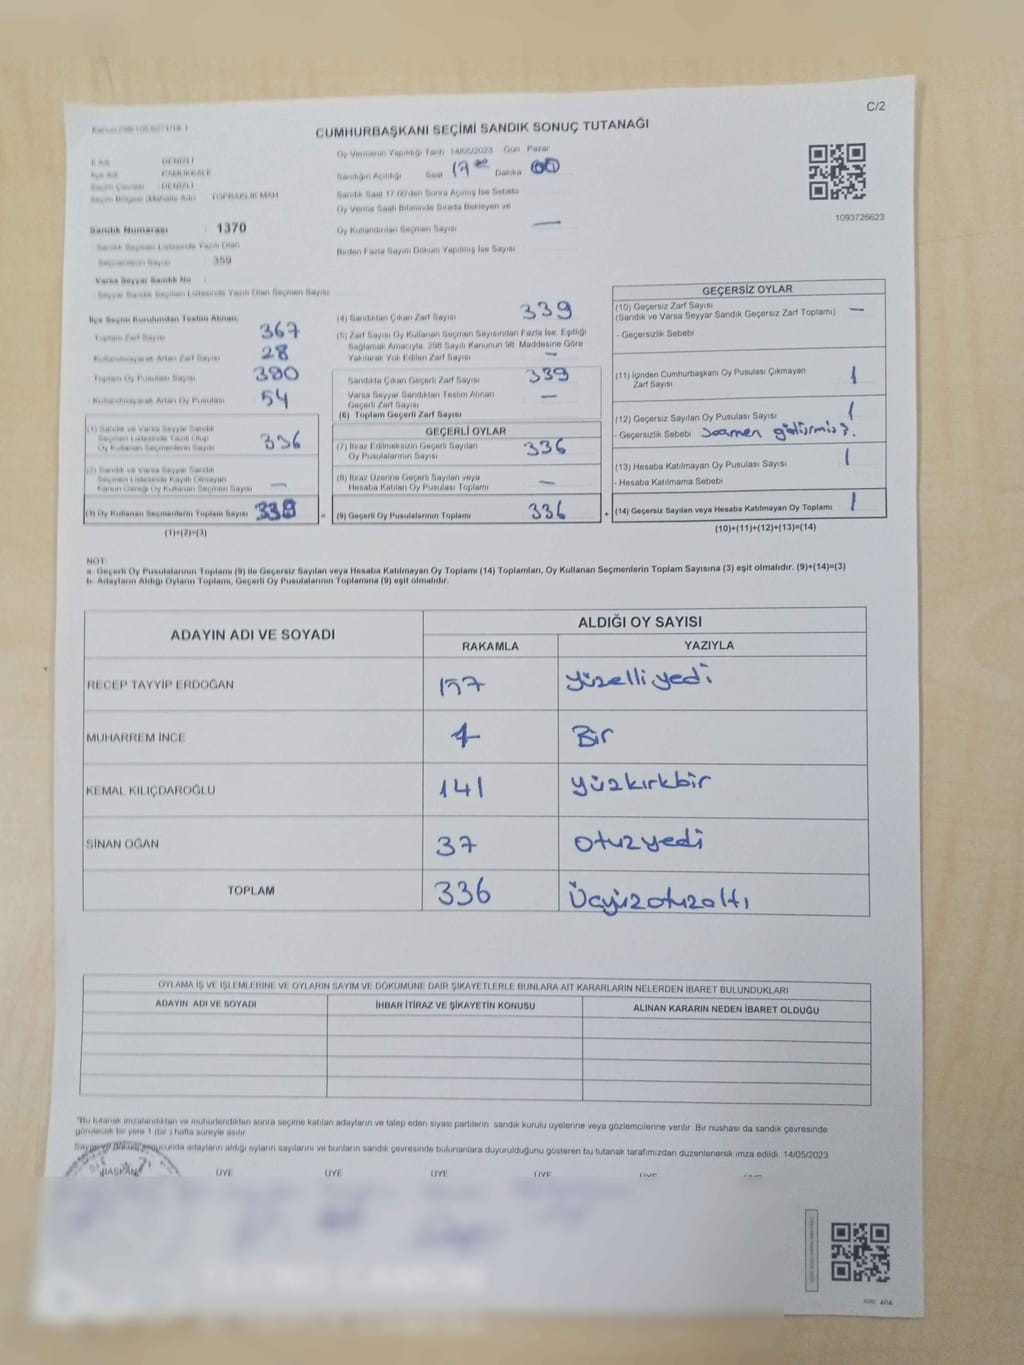 C/2
CUMHURBAŞKANI SEÇİMİ SANDIK SONUÇ TUTANAĞI
İli DENİZLİ
İlçe Adı PAMUKKALE
Seçim Çevresi : DENİZLİ
Seçim Bölgesi (Mahalle Adı) TOPRAKLIK MAH
Sandık Numarası : 1370
Sandık Seçmen Listesinde Yazılı Olan
Seçmenlerin Sayısı : 359
Varsa Seyyar Sandık No :
Seyyar Sandık Seçmen Listesinde Yazılı Olan Seçmen Sayısı
Oy Vermenin Yapıldığı Tarih 14/05/2023 Gün Pazar
Sandığın Açıldığı Saat 17 00 Dakika 00
Sandık Saat 17:00'den Sonra Açılmış İse Sebebi
Oy Verme Saati Bitiminde Sırada Bekleyen ve
Oy Kullandırılan Seçmen Sayısı —
Birden Fazla Sayım Döküm Yapılmış İse Sayısı
1093726623
İlçe Seçim Kurulundan Teslim Alınan;
Toplam Zarf Sayısı 367
Kullanılmayarak Artan Zarf Sayısı 28
Toplam Oy Pusulası Sayısı 390
Kullanılmayarak Artan Oy Pusulası 54
(1) Sandık ve Varsa Seyyar Sandık
Seçmen Listesinde Yazılı Olup
Oy Kullanan Seçmenlerin Sayısı 336
(2) Sandık ve Varsa Seyyar Sandık
Seçmen Listesinde Kayıtlı Olmayan
Kanun Gereği Oy Kullanan Seçmen Sayısı —
(3) Oy Kullanan Seçmenlerin Toplam Sayısı 338
(1)+(2)=(3)
(4) Sandıktan Çıkan Zarf Sayısı 339
(5) Zarf Sayısı Oy Kullanan Seçmen Sayısından Fazla İse, Eşitliği
Sağlamak Amacıyla 298 Sayılı Kanunun 98. Maddesine Göre
Yakılarak Yok Edilen Zarf Sayısı —
Sandıkta Çıkan Geçerli Zarf Sayısı 339
Varsa Seyyar Sandıktan Teslim Alınan
Geçerli Zarf Sayısı —
(6) Toplam Geçerli Zarf Sayısı
GEÇERLİ OYLAR
(7) İtiraz Edilmeksizin Geçerli Sayılan
Oy Pusulalarının Sayısı 336
(8) İtiraz Üzerine Geçerli Sayılan veya
Hesaba Katılan Oy Pusulası Toplamı —
= (9) Geçerli Oy Pusulalarının Toplamı 336
GEÇERSİZ OYLAR
(10) Geçersiz Zarf Sayısı
(Sandık ve Varsa Seyyar Sandık Geçersiz Zarf Toplamı) —
- Geçersizlik Sebebi
(11) İçinden Cumhurbaşkanı Oy Pusulası Çıkmayan
Zarf Sayısı 1
(12) Geçersiz Sayılan Oy Pusulası Sayısı 1
- Geçersizlik Sebebi
(13) Hesaba Katılmayan Oy Pusulası Sayısı 1
- Hesaba Katılmama Sebebi
+ (14) Geçersiz Sayılan veya Hesaba Katılmayan Oy Toplamı 1
(10)+(11)+(12)+(13)=(14)
NOT:
a- Geçerli Oy Pusulalarının Toplamı (9) ile Geçersiz Sayılan veya Hesaba Katılmayan Oy Toplamı (14) Toplamları, Oy Kullanan Seçmenlerin Toplam Sayısına (3) eşit olmalıdır. (9)+(14)=(3)
b- Adayların Aldığı Oyların Toplamı, Geçerli Oy Pusulalarının Toplamına (9) eşit olmalıdır.
ADAYIN ADI VE SOYADI ALDIĞI OY SAYISI
RAKAMLA YAZIYLA
RECEP TAYYİP ERDOĞAN 157 yüzelliyedi
MUHARREM İNCE 1 Bir
KEMAL KILIÇDAROĞLU 141 yüzkırkbir
SİNAN OĞAN 37 otuzyedi
TOPLAM 336 Üçyüzotuzaltı
OYLAMA İŞ VE İŞLEMLERİNE VE OYLARIN SAYIM VE DÖKÜMÜNE DAİR ŞİKAYETLERLE BUNLARA AİT KARARLARIN NELERDEN İBARET BULUNDUKLARI
ADAYIN ADI VE SOYADI İHBAR İTİRAZ VE ŞİKAYETİN KONUSU ALINAN KARARIN NEDEN İBARET OLDUĞU
*Bu tutanak imzalandıktan ve mühürlendikten sonra seçime katılan adayların ve talep eden siyasi partilerin sandık kurulu üyelerine veya gözlemcilerine verilir. Bir nüshası da sandık çevresinde
görülecek bir yere 1 (bir) hafta süreyle asılır.
Sayım ve döküm sonucunda adayların aldığı oyların sayılarını ve bunların sandık çevresinde bulunanlara duyurulduğunu gösteren bu tutanak tarafımızdan düzenlenerek imza edildi 14/05/2023
BAŞKAN ÜYE ÜYE ÜYE ÜYE